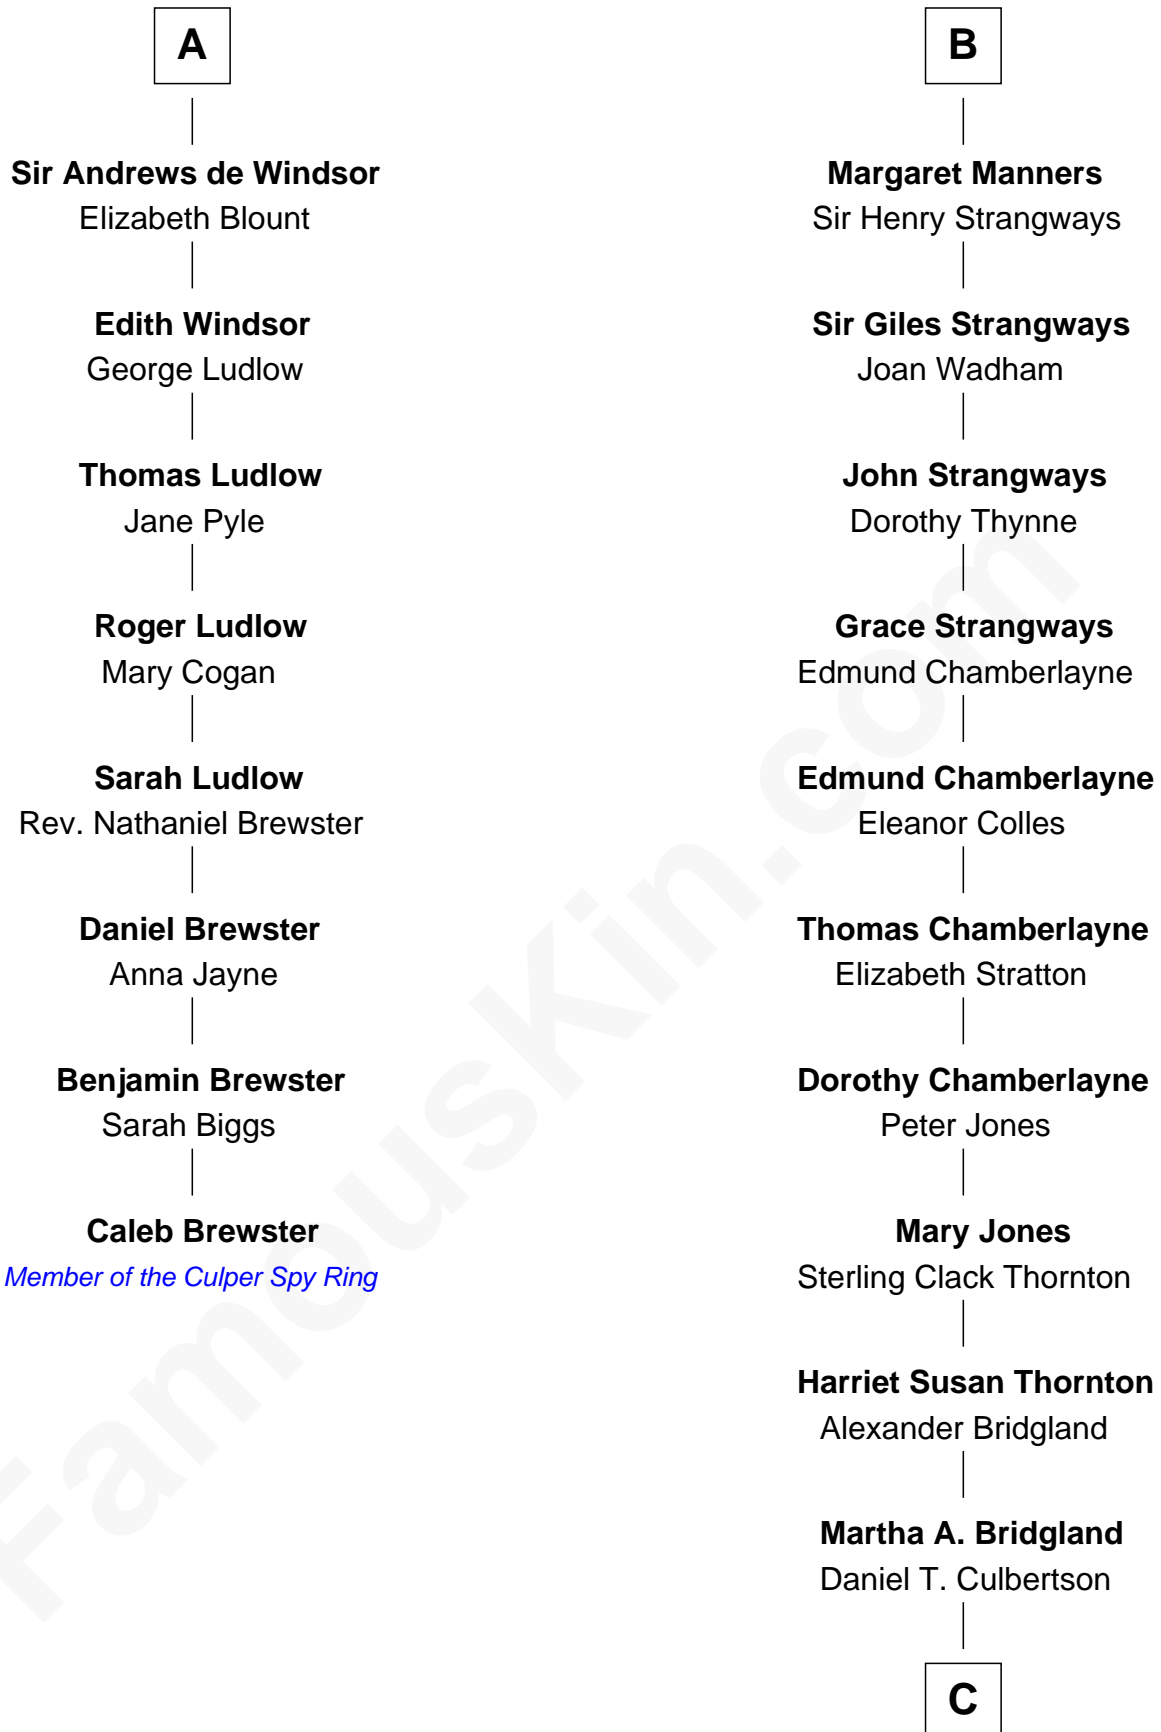 A
Sir Andrews de Windsor
Elizabeth Blount
Edith Windsor
George Ludlow
Thomas Ludlow
Jane Pyle
Roger Ludlow
Mary Cogan
Sarah Ludlow
Rev. Nathaniel Brewster
Daniel Brewster
Anna Jayne
Benjamin Brewster
Sarah Biggs
Caleb Brewster
Member of the Culper Spy Ring
B
Margaret Manners
Sir Henry Strangways
Sir Giles Strangways
Joan Wadham
John Strangways
Dorothy Thynne
Grace Strangways
Edmund Chamberlayne
Edmund Chamberlayne
Eleanor Colles
Thomas Chamberlayne
Elizabeth Stratton
Dorothy Chamberlayne
Peter Jones
Mary Jones
Sterling Clack Thornton
Harriet Susan Thornton
Alexander Bridgland
Martha A. Bridgland
Daniel T. Culbertson
C
FamousKin.com